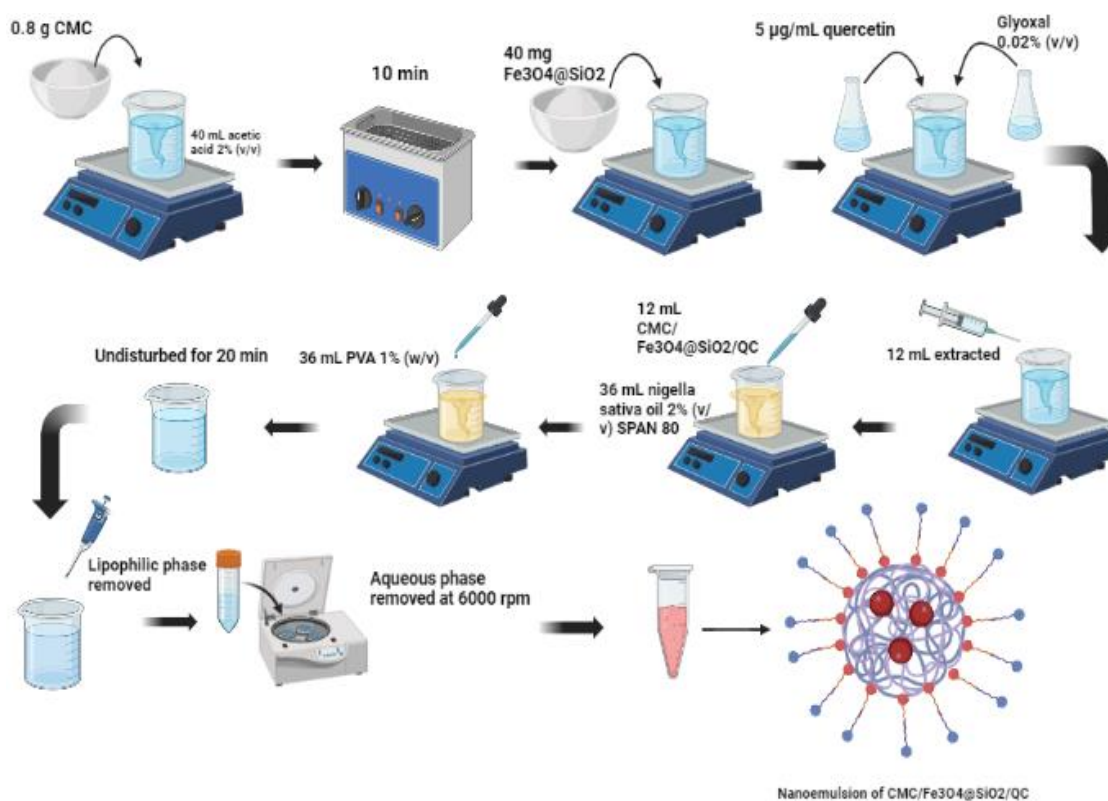 0.8 g CMC
40 mL acetic
acid 2% (v/v)
10 min
40 mg
Fe3O4@SiO2
5 µg/mL quercetin
Glyoxal
0.02% (v/v)
12 mL extracted
12 mL
CMC/
Fe3O4@SiO2/QC
36 mL nigella
sativa oil 2% (v/
v) SPAN 80
36 mL PVA 1% (w/v)
Undisturbed for 20 min
Lipophilic phase
removed
Aqueous phase
removed at 6000 rpm
Nanoemulsion of CMC/Fe3O4@SiO2/QC